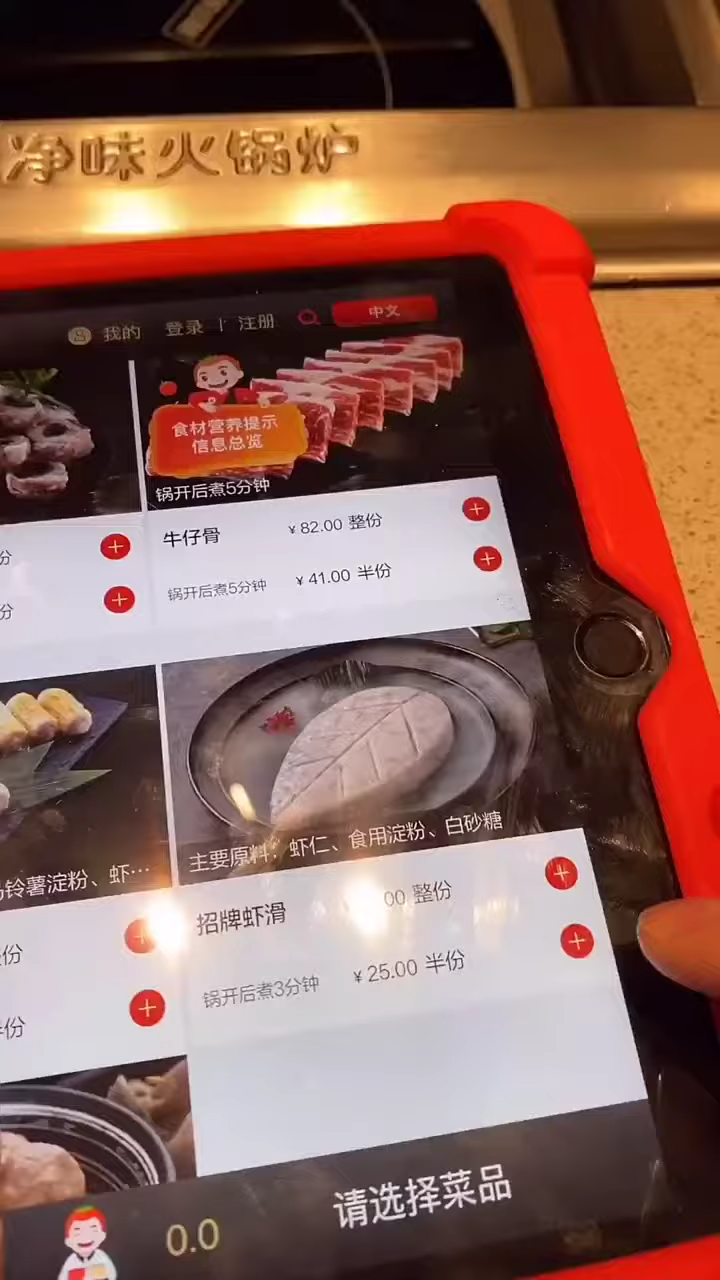 净味火锅炉
我的 登录 | 注册
中文
食材营养提示
信息总览
锅开后煮5分钟
牛仔骨 ¥82.00 整份
锅开后煮5分钟 ¥41.00 半份
份
份
主要原料：虾仁、食用淀粉、白砂糖
铃薯淀粉、虾…
招牌虾滑 00 整份
锅开后煮3分钟 ¥25.00 半份
份
份
0.0 请选择菜品